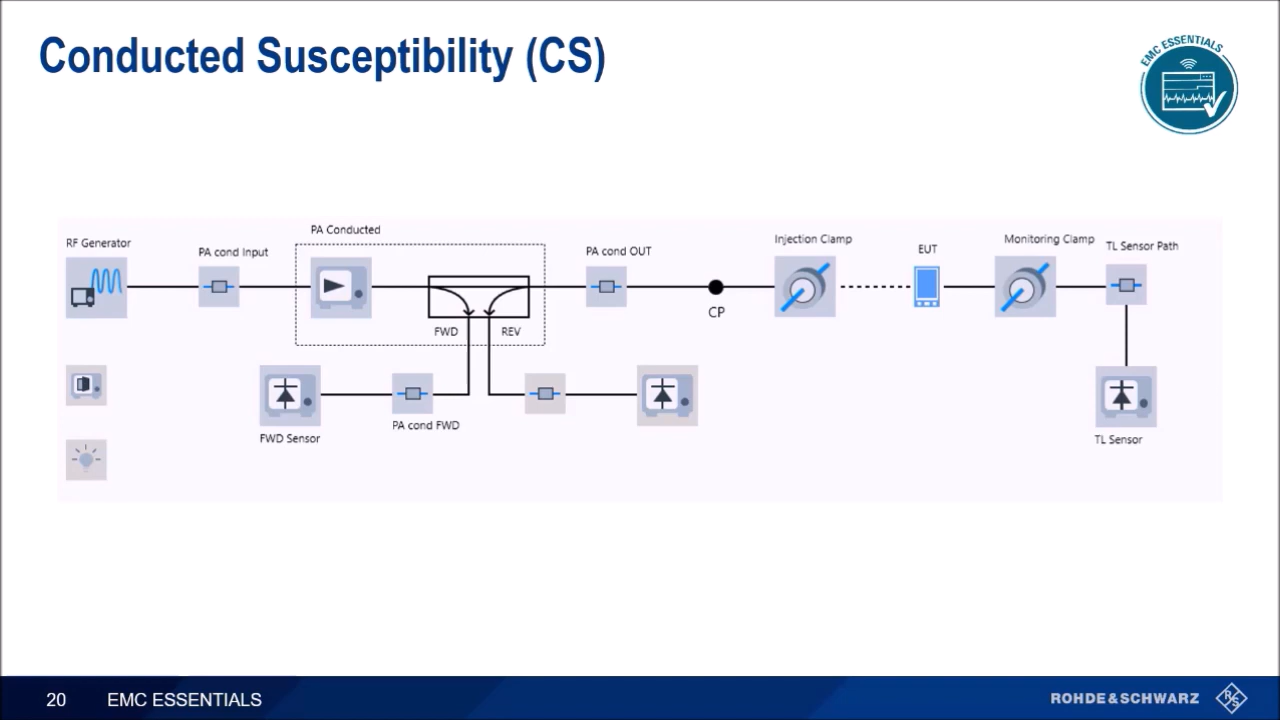 Conducted Susceptibility (CS)
EMC ESSENTIALS
RF Generator
PA cond Input
PA Conducted
PA cond OUT
Injection Clamp
EUT
Monitoring Clamp
TL Sensor Path
CP
FWD
REV
FWD Sensor
PA cond FWD
TL Sensor
20
EMC ESSENTIALS
ROHDE & SCHWARZ
R
S